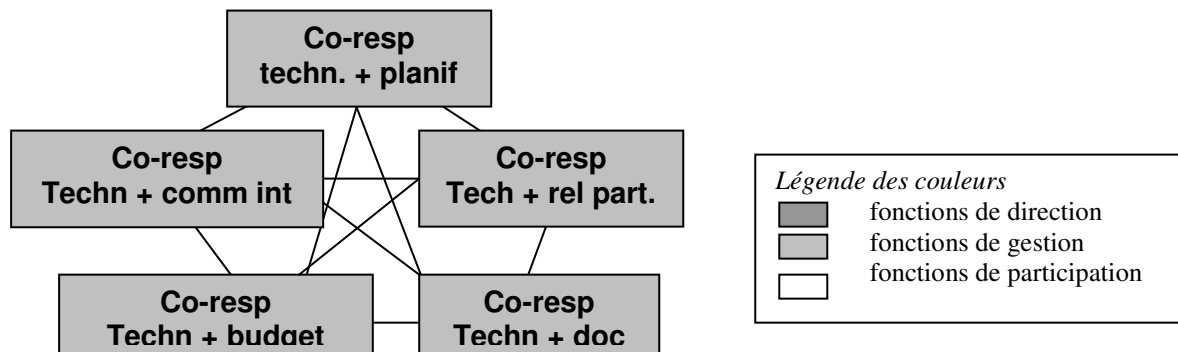 Co-resp
techn. + planif
Co-resp
Techn + comm int
Co-resp
Tech + rel part.
Co-resp
Techn + budget
Co-resp
Techn + doc
Légende des couleurs
fonctions de direction
fonctions de gestion
fonctions de participation